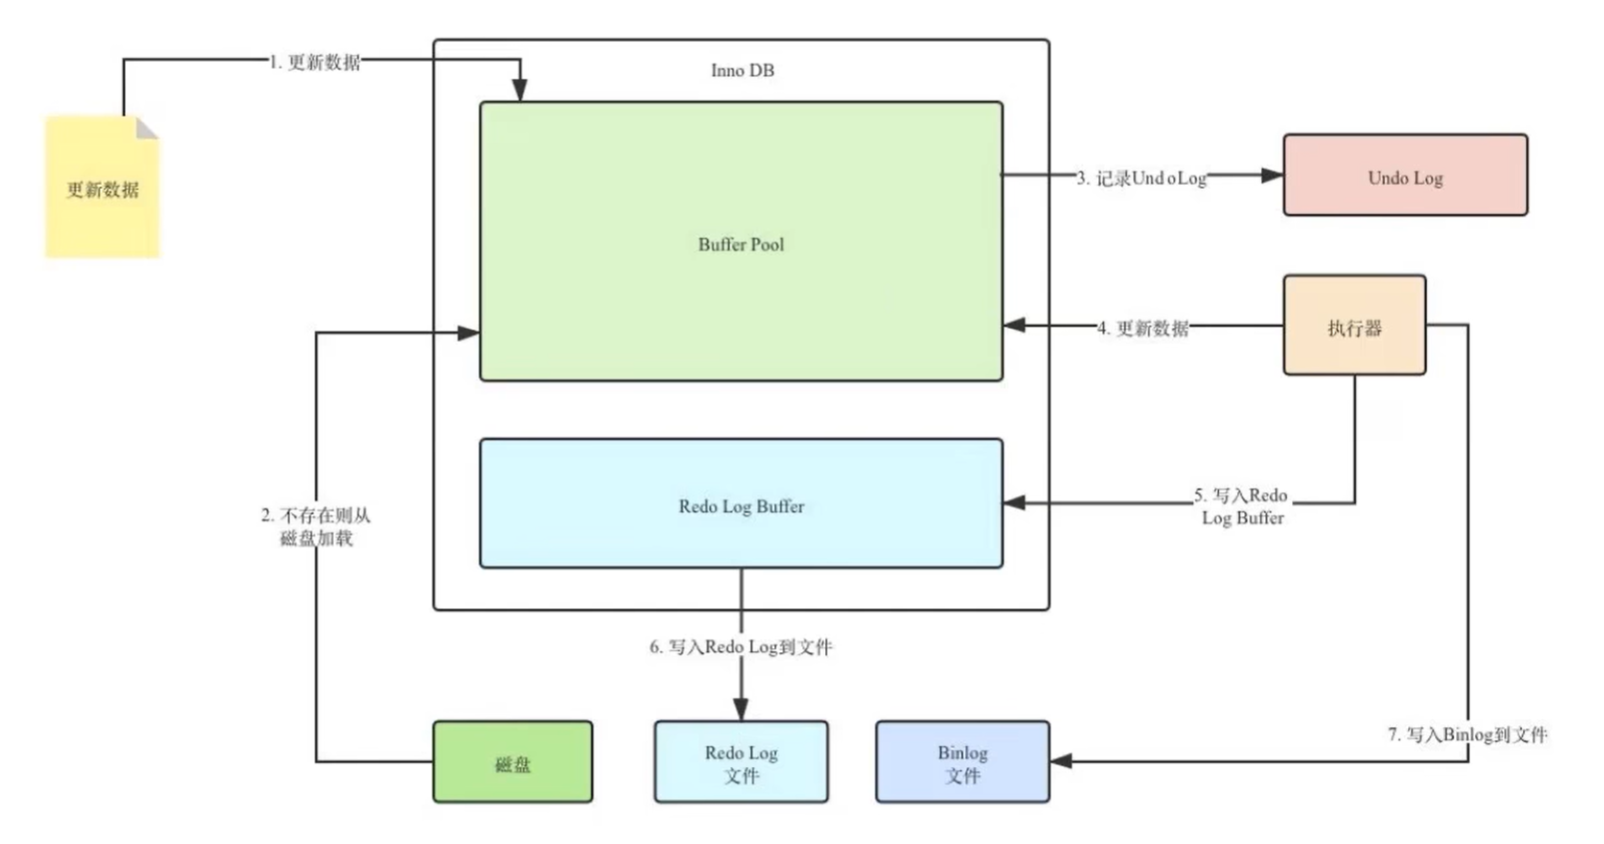 1. 更新数据
Inno DB
更新数据
Buffer Pool
3. 记录UndoLog
Undo Log
4. 更新数据
执行器
2. 不存在则从
磁盘加载
Redo Log Buffer
5. 写入Redo
Log Buffer
6. 写入Redo Log到文件
7. 写入Binlog到文件
磁盘
Redo Log
文件
Binlog
文件